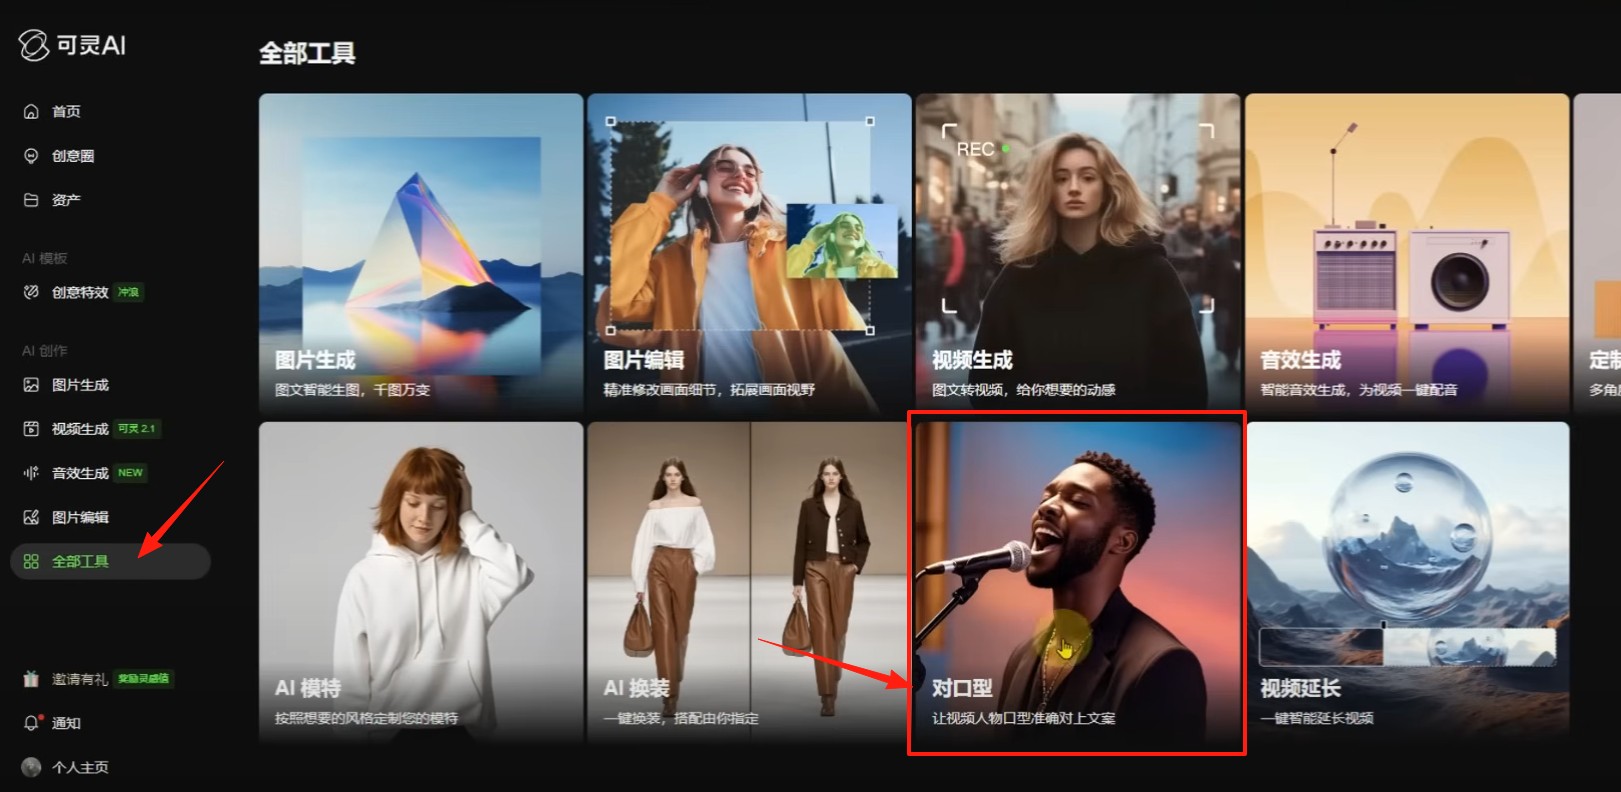 可灵AI
首页
创意圈
资产
AI 模板
创意特效 冲浪
AI 创作
图片生成
视频生成 可灵 2.1
音效生成 NEW
图片编辑
全部工具
邀请有礼 奖励灵感值
通知
个人主页
全部工具
图片生成
图文智能生图，千图万变
图片编辑
精准修改画面细节，拓展画面视野
REC
视频生成
图文转视频，给你想要的动感
音效生成
智能音效生成，为视频一键配音
定制
多角
AI 模特
按照想要的风格定制您的模特
AI 换装
一键换装，搭配由你指定
对口型
让视频人物口型准确对上文案
视频延长
一键智能延长视频